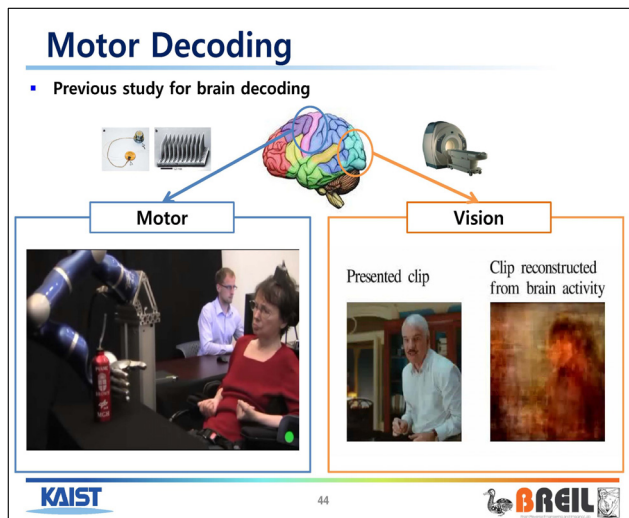 Motor Decoding
Previous study for brain decoding
Motor
Vision
Presented clip
Clip reconstructed
from brain activity
KAIST
44
BREIL